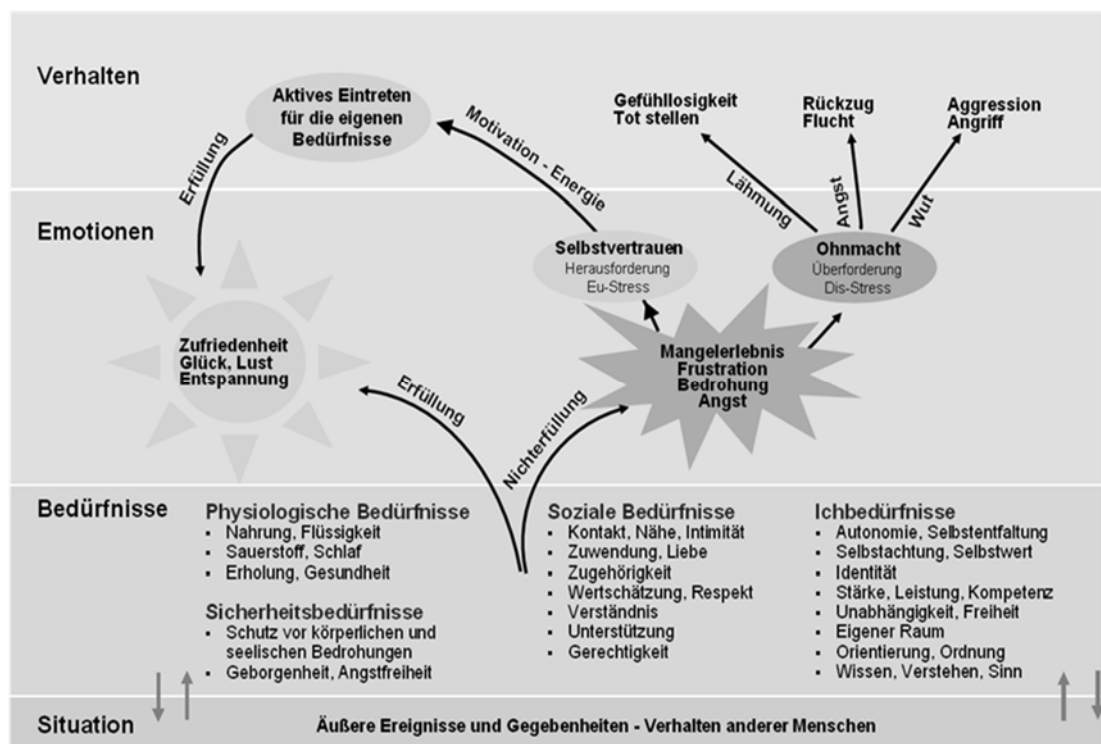 Verhalten
Aktives Eintreten
für die eigenen
Bedürfnisse
Erfüllung
Motivation - Energie
Gefühllosigkeit
Tot stellen
Rückzug
Flucht
Aggression
Angriff
Lähmung
Angst
Wut
Emotionen
Selbstvertrauen
Herausforderung
Eu-Stress
Ohnmacht
Überforderung
Dis-Stress
Zufriedenheit
Glück, Lust
Entspannung
Mangelerlebnis
Frustration
Bedrohung
Angst
Erfüllung
Nichterfüllung
Bedürfnisse
Physiologische Bedürfnisse
▪ Nahrung, Flüssigkeit
▪ Sauerstoff, Schlaf
▪ Erholung, Gesundheit
Sicherheitsbedürfnisse
▪ Schutz vor körperlichen und
seelischen Bedrohungen
▪ Geborgenheit, Angstfreiheit
Soziale Bedürfnisse
▪ Kontakt, Nähe, Intimität
▪ Zuwendung, Liebe
▪ Zugehörigkeit
▪ Wertschätzung, Respekt
▪ Verständnis
▪ Unterstützung
▪ Gerechtigkeit
Ichbedürfnisse
▪ Autonomie, Selbstentfaltung
▪ Selbstachtung, Selbstwert
▪ Identität
▪ Stärke, Leistung, Kompetenz
▪ Unabhängigkeit, Freiheit
▪ Eigener Raum
▪ Orientierung, Ordnung
▪ Wissen, Verstehen, Sinn
Situation
Äußere Ereignisse und Gegebenheiten - Verhalten anderer Menschen